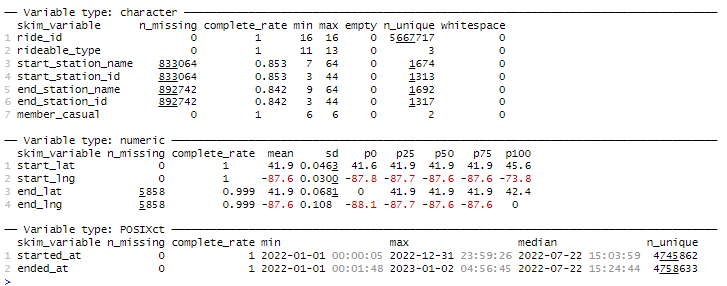 ── Variable type: character ──
  skim_variable      n_missing complete_rate min max empty n_unique whitespace
1 ride_id                    0         1      16  16     0  5667717          0
2 rideable_type              0         1      11  13     0        3          0
3 start_station_name    833064         0.853   7  64     0     1674          0
4 start_station_id      833064         0.853   3  44     0     1313          0
5 end_station_name      892742         0.842   9  64     0     1692          0
6 end_station_id        892742         0.842   3  44     0     1317          0
7 member_casual              0         1       6   6     0        2          0
── Variable type: numeric ──
  skim_variable n_missing complete_rate  mean     sd    p0   p25   p50   p75  p100
1 start_lat             0         1      41.9 0.0463  41.6  41.9  41.9  41.9  45.6
2 start_lng             0         1     -87.6 0.0300 -87.8 -87.7 -87.6 -87.6 -73.8
3 end_lat            5858         0.999  41.9 0.0681   0    41.9  41.9  41.9  42.4
4 end_lng            5858         0.999 -87.6 0.108  -88.1 -87.7 -87.6 -87.6   0
── Variable type: POSIXct ──
  skim_variable n_missing complete_rate min                 max                 median              n_unique
1 started_at            0             1 2022-01-01 00:00:05 2022-12-31 23:59:26 2022-07-22 15:03:59  4745862
2 ended_at              0             1 2022-01-01 00:01:48 2023-01-02 04:56:45 2022-07-22 15:24:44  4758633
>